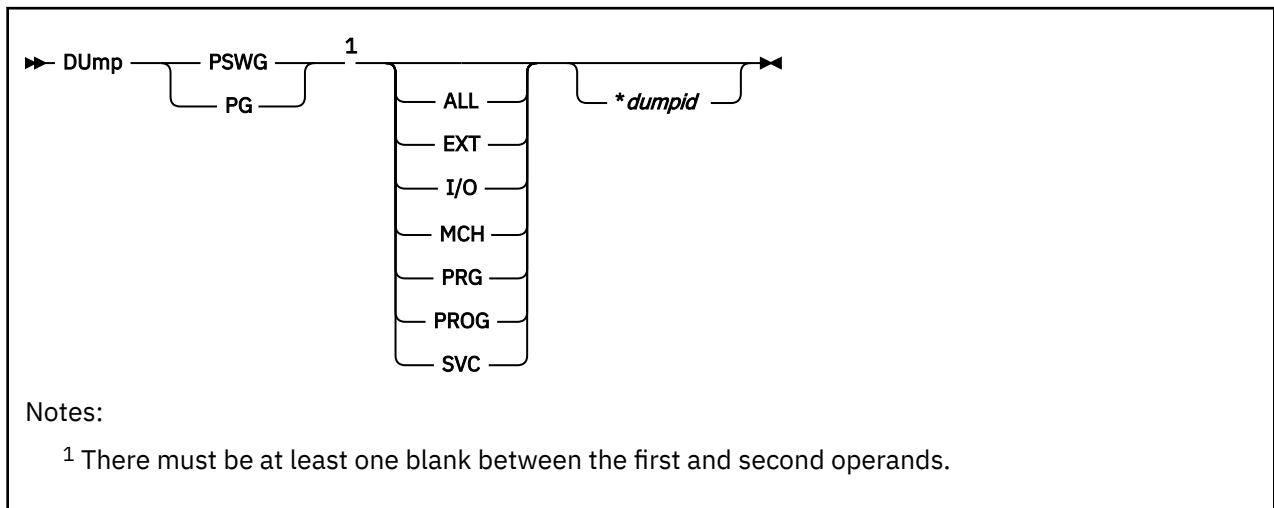 1
DUmp PSWG
PG
ALL
*dumpid
EXT
I/O
MCH
PRG
PROG
SVC
Notes:
1 There must be at least one blank between the first and second operands.